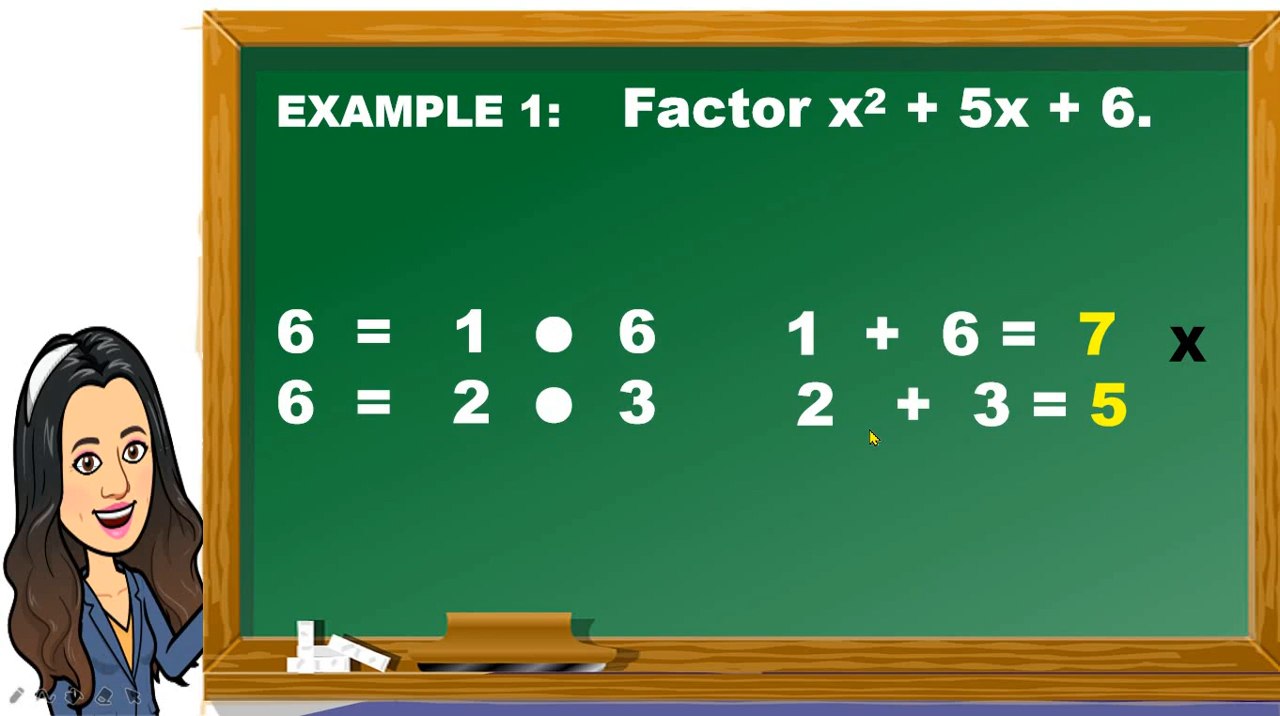 EXAMPLE 1: Factor x² + 5x + 6.
6 = 1 ● 6 1 + 6 = 7 x
6 = 2 ● 3 2 + 3 = 5